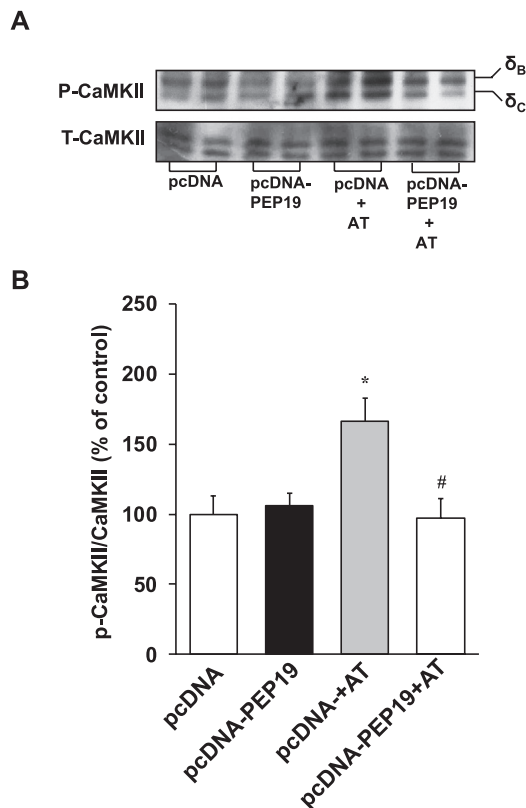 A
P-CaMKII
δB
δC
T-CaMKII
pcDNA
pcDNA-
PEP19
pcDNA
+
AT
pcDNA-
PEP19
+
AT
B
p-CaMKII/CaMKII (% of control)
250
200
150
100
50
0
*
#
pcDNA
pcDNA-PEP19
pcDNA-+AT
pcDNA-PEP19+AT